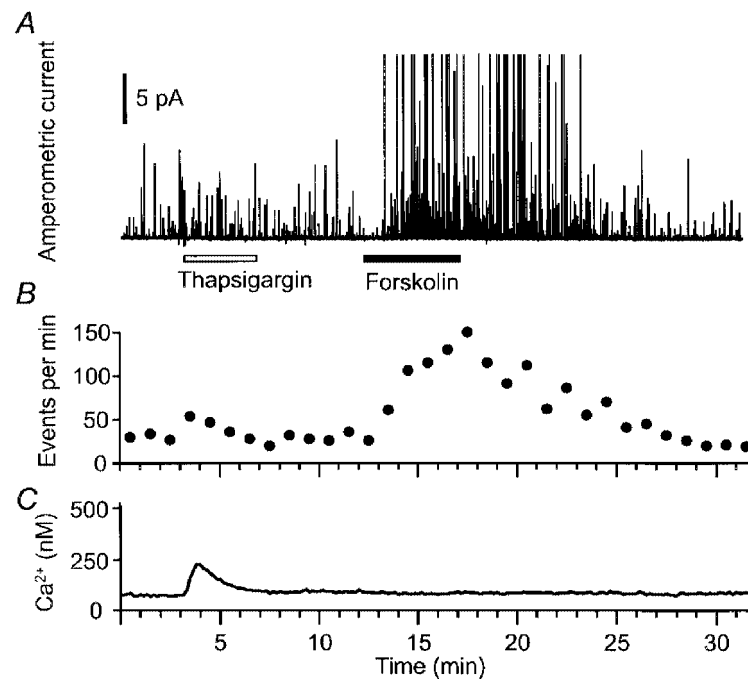 A
Amperometric current
5 pA
Thapsigargin
Forskolin
B
Events per min
150
100
50
0
C
Ca²⁺ (nM)
500
250
0
5
10
15
20
25
30
Time (min)